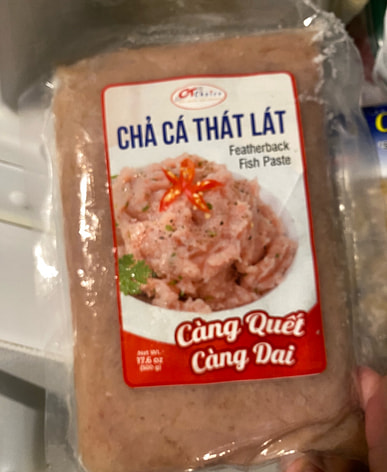 CHẢ CÁ THÁT LÁT
Featherback
Fish Paste
Càng Quết
Càng Dai
Net Wt.:
17.6 oz
(500 g)